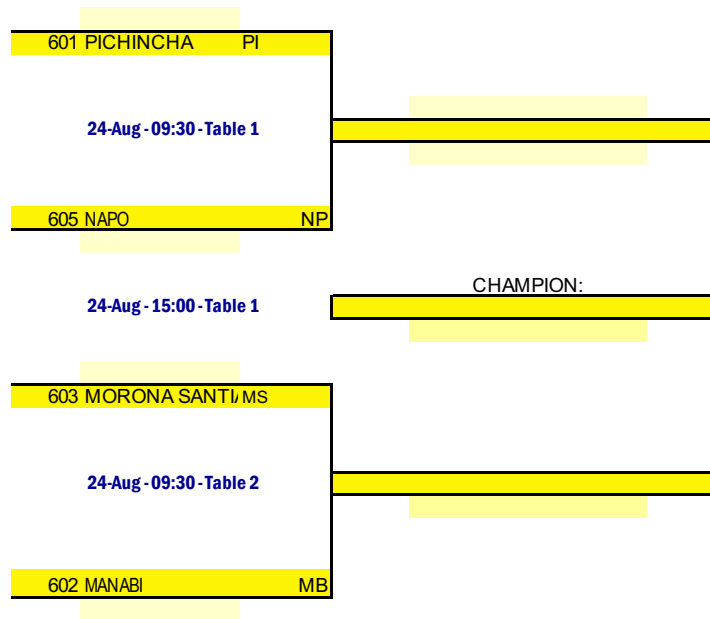 601 PICHINCHA PI
24-Aug - 09:30 - Table 1
605 NAPO NP
CHAMPION:
24-Aug - 15:00 - Table 1
603 MORONA SANTI MS
24-Aug - 09:30 - Table 2
602 MANABI MB